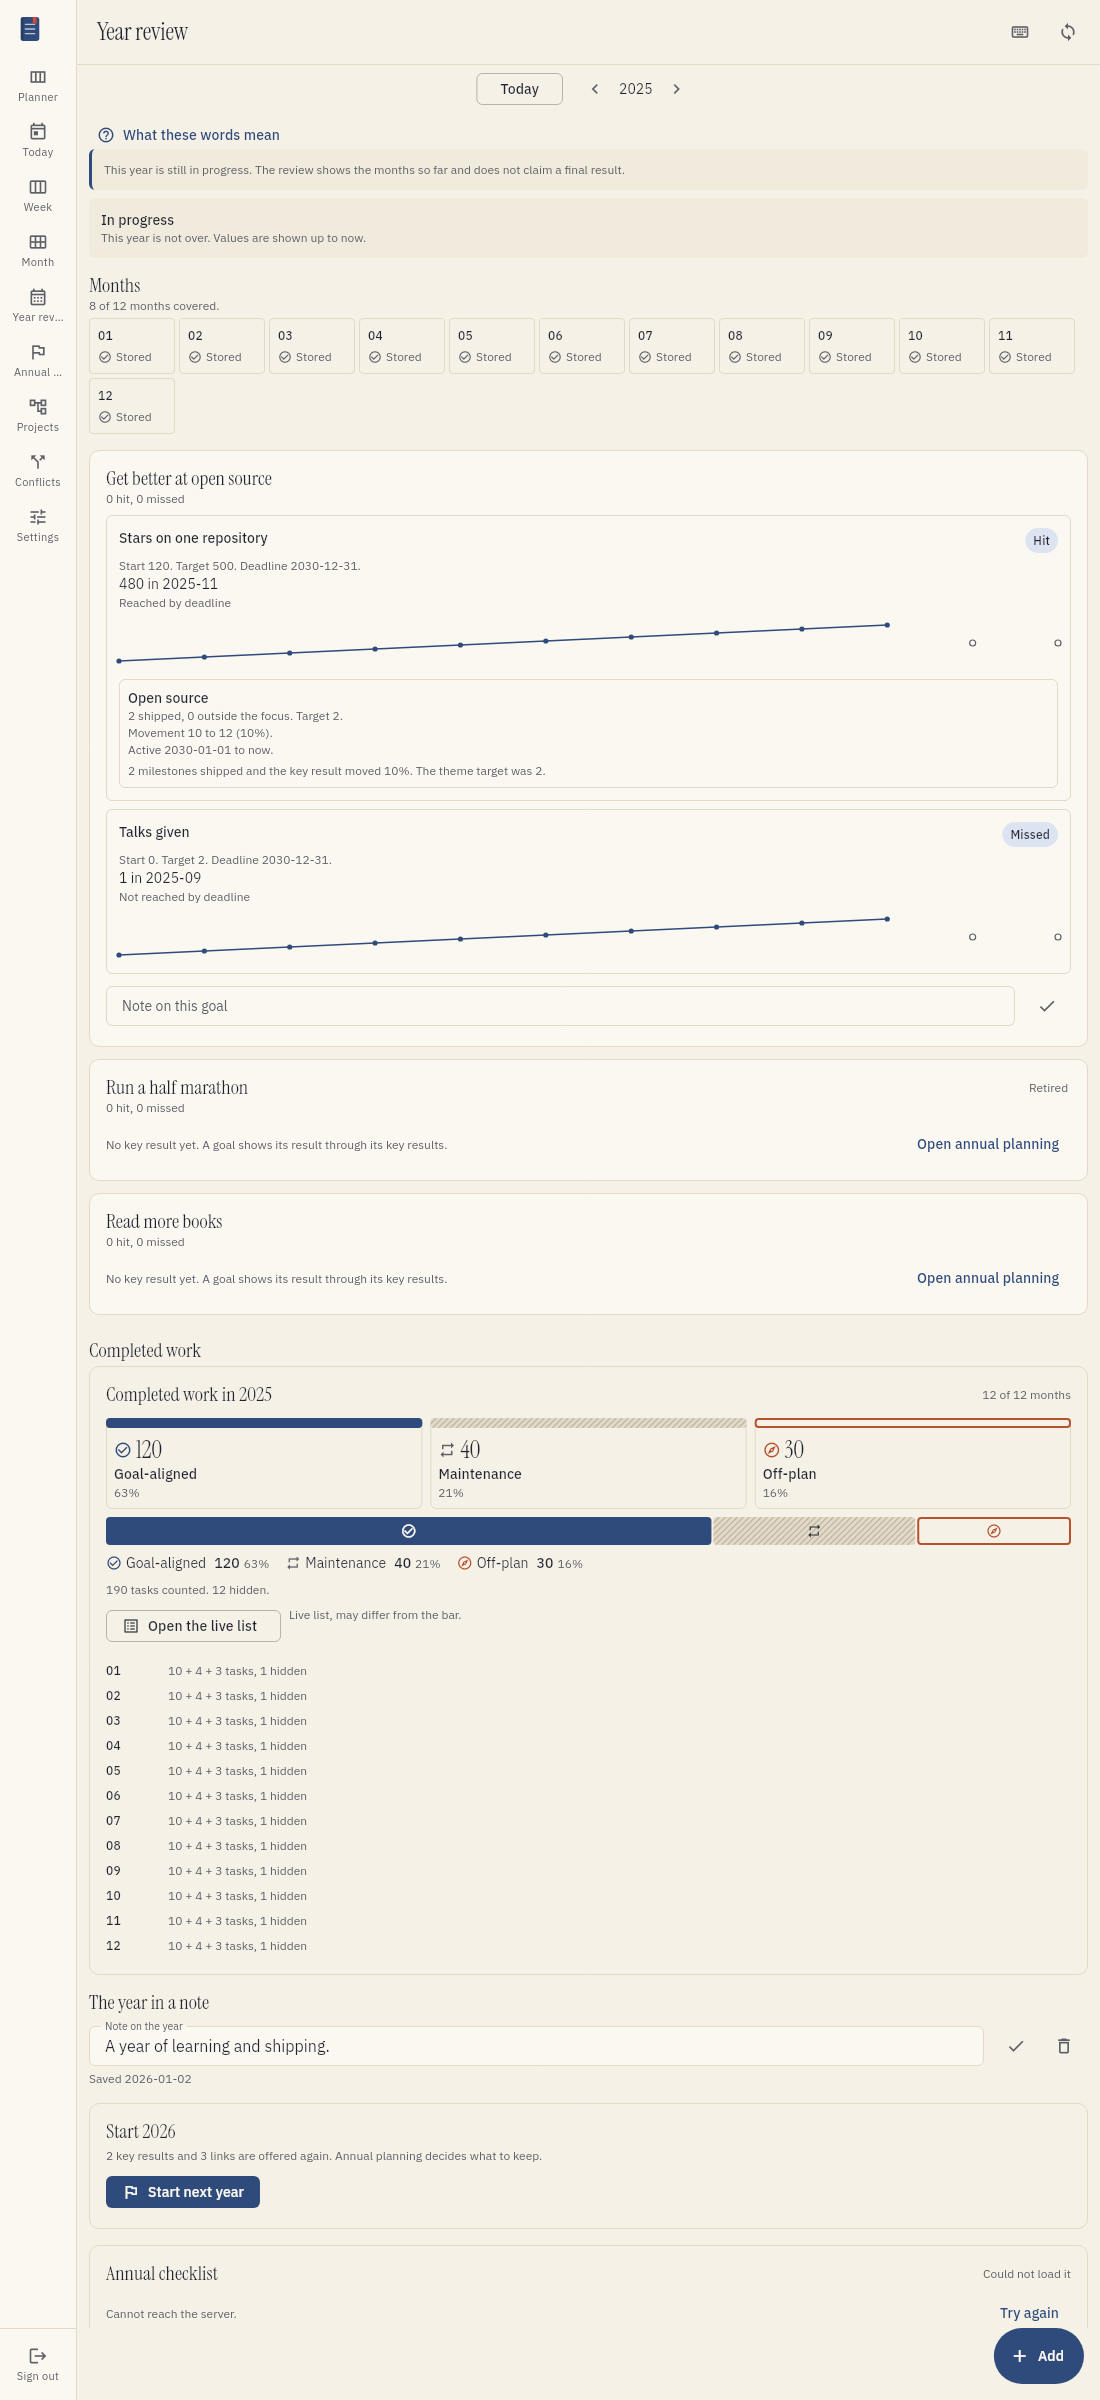 Year review
Planner
Today
Week
Month
Year rev...
Annual ...
Projects
Conflicts
Settings
Sign out
Today
2025
What these words mean
This year is still in progress. The review shows the months so far and does not claim a final result.
In progress
This year is not over. Values are shown up to now.
Months
8 of 12 months covered.
01 02 03 04 05 06 07 08 09 10 11
Stored Stored Stored Stored Stored Stored Stored Stored Stored Stored Stored
12
Stored
Get better at open source
0 hit, 0 missed
Stars on one repository
Hit
Start 120. Target 500. Deadline 2030-12-31.
480 in 2025-11
Reached by deadline
Open source
2 shipped, 0 outside the focus. Target 2.
Movement 10 to 12 (10%).
Active 2030-01-01 to now.
2 milestones shipped and the key result moved 10%. The theme target was 2.
Talks given
Missed
Start 0. Target 2. Deadline 2030-12-31.
1 in 2025-09
Not reached by deadline
Note on this goal
Run a half marathon
Retired
0 hit, 0 missed
No key result yet. A goal shows its result through its key results.
Open annual planning
Read more books
0 hit, 0 missed
No key result yet. A goal shows its result through its key results.
Open annual planning
Completed work
Completed work in 2025
12 of 12 months
120
Goal-aligned
63%
40
Maintenance
21%
30
Off-plan
16%
Goal-aligned 120 63% Maintenance 40 21% Off-plan 30 16%
190 tasks counted. 12 hidden.
Open the live list
Live list, may differ from the bar.
01 10 + 4 + 3 tasks, 1 hidden
02 10 + 4 + 3 tasks, 1 hidden
03 10 + 4 + 3 tasks, 1 hidden
04 10 + 4 + 3 tasks, 1 hidden
05 10 + 4 + 3 tasks, 1 hidden
06 10 + 4 + 3 tasks, 1 hidden
07 10 + 4 + 3 tasks, 1 hidden
08 10 + 4 + 3 tasks, 1 hidden
09 10 + 4 + 3 tasks, 1 hidden
10 10 + 4 + 3 tasks, 1 hidden
11 10 + 4 + 3 tasks, 1 hidden
12 10 + 4 + 3 tasks, 1 hidden
The year in a note
Note on the year
A year of learning and shipping.
Saved 2026-01-02
Start 2026
2 key results and 3 links are offered again. Annual planning decides what to keep.
Start next year
Annual checklist
Could not load it
Cannot reach the server.
Try again
Add